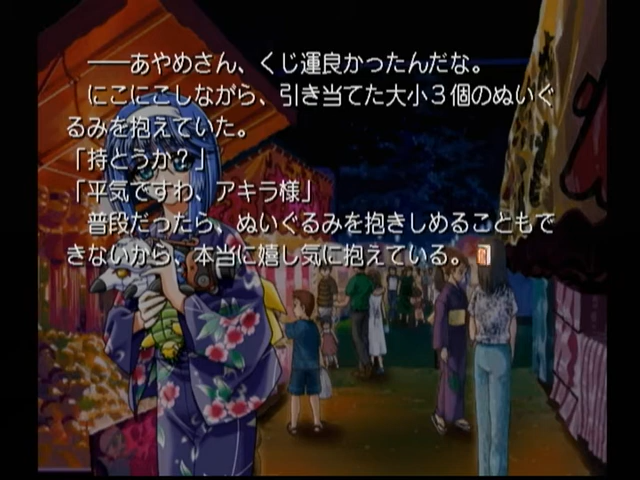 ――あやめさん、くじ運良かったんだな。
にこにこしながら、引き当てた大小３個のぬいぐ
るみを抱えていた。
「持とうか？」
「平気ですわ、アキラ様」
普段だったら、ぬいぐるみを抱きしめることもで
きないから、本当に嬉し気に抱えている。